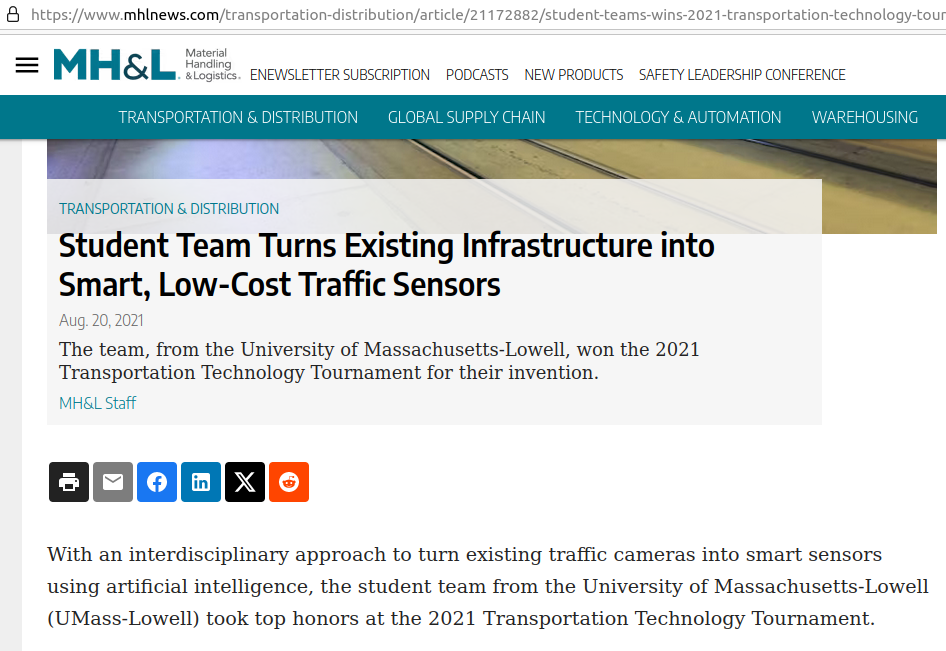 https://www.mhlnews.com/transportation-distribution/article/21172882/student-teams-wins-2021-transportation-technology-tour
MH&L. Material
Handling
& Logistics.
ENEWSLETTER SUBSCRIPTION PODCASTS NEW PRODUCTS SAFETY LEADERSHIP CONFERENCE
TRANSPORTATION & DISTRIBUTION GLOBAL SUPPLY CHAIN TECHNOLOGY & AUTOMATION WAREHOUSING
TRANSPORTATION & DISTRIBUTION
Student Team Turns Existing Infrastructure into
Smart, Low-Cost Traffic Sensors
Aug. 20, 2021
The team, from the University of Massachusetts-Lowell, won the 2021
Transportation Technology Tournament for their invention.
MH&L Staff
With an interdisciplinary approach to turn existing traffic cameras into smart sensors
using artificial intelligence, the student team from the University of Massachusetts-Lowell
(UMass-Lowell) took top honors at the 2021 Transportation Technology Tournament.